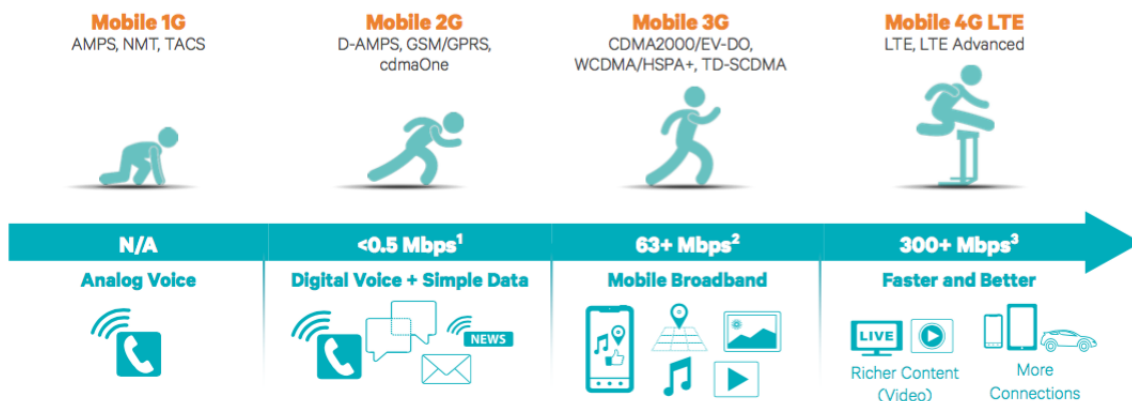 Mobile 1G
AMPS, NMT, TACS
Mobile 2G
D-AMPS, GSM/GPRS,
cdmaOne
Mobile 3G
CDMA2000/EV-DO,
WCDMA/HSPA+, TD-SCDMA
Mobile 4G LTE
LTE, LTE Advanced
N/A
<0.5 Mbps¹
63+ Mbps²
300+ Mbps³
Analog Voice
Digital Voice + Simple Data
Mobile Broadband
Faster and Better
NEWS
LIVE
Richer Content
(Video)
More
Connections